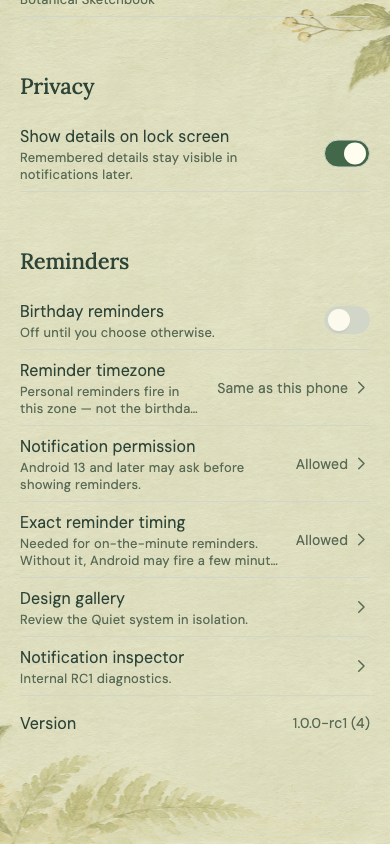 Botanical Sketchbook
Privacy
Show details on lock screen
Remembered details stay visible in
notifications later.
Reminders
Birthday reminders
Off until you choose otherwise.
Reminder timezone
Personal reminders fire in
this zone — not the birthda…
Same as this phone
Notification permission
Android 13 and later may ask before
showing reminders.
Allowed
Exact reminder timing
Needed for on-the-minute reminders.
Without it, Android may fire a few minut…
Allowed
Design gallery
Review the Quiet system in isolation.
Notification inspector
Internal RC1 diagnostics.
Version
1.0.0-rc1 (4)